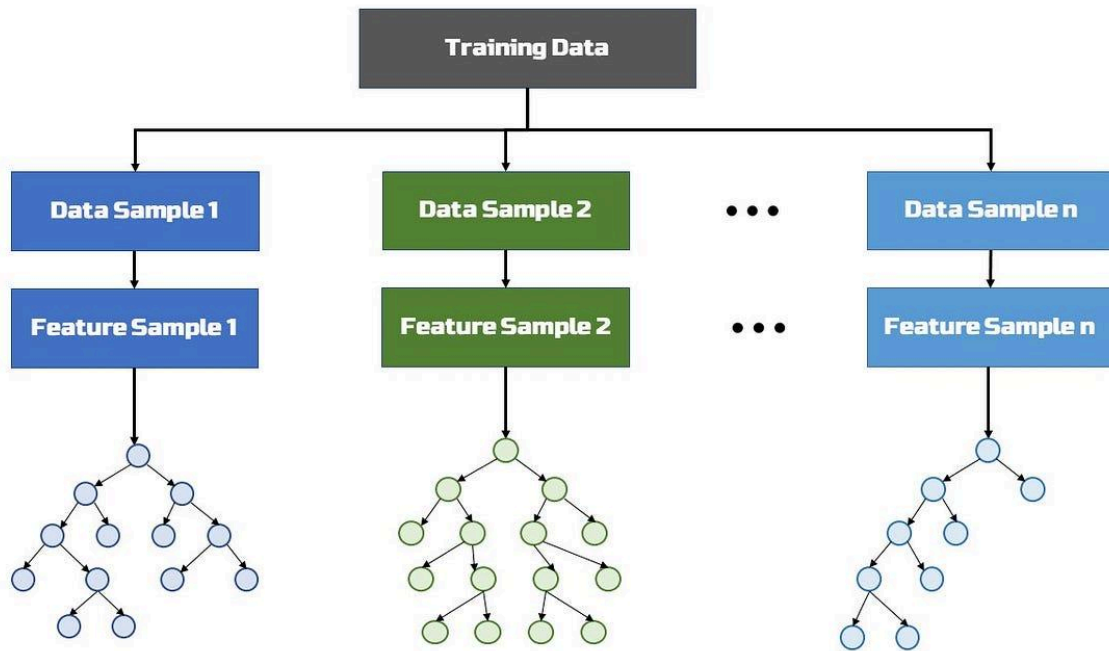 Training Data
Data Sample 1
Data Sample 2
Data Sample n
Feature Sample 1
Feature Sample 2
Feature Sample n